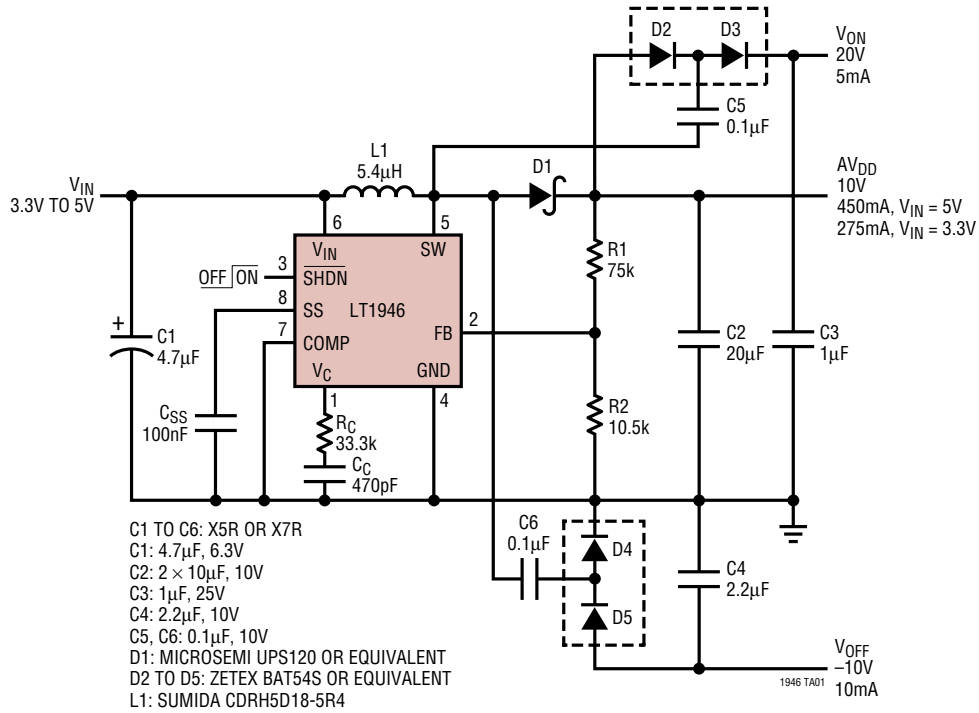 D2
D3
VON
20V
5mA
C5
0.1µF
L1
5.4µH
D1
VIN
3.3V TO 5V
AVDD
10V
450mA, VIN = 5V
275mA, VIN = 3.3V
6
5
VIN
SW
3
OFF ON
SHDN
8
SS
LT1946
7
COMP
FB
2
VC
GND
1
4
R1
75k
C1
4.7µF
+
C2
20µF
C3
1µF
CSS
100nF
RC
33.3k
CC
470pF
R2
10.5k
C6
0.1µF
D4
D5
C4
2.2µF
VOFF
–10V
10mA
1946 TA01
C1 TO C6: X5R OR X7R
C1: 4.7µF, 6.3V
C2: 2 × 10µF, 10V
C3: 1µF, 25V
C4: 2.2µF, 10V
C5, C6: 0.1µF, 10V
D1: MICROSEMI UPS120 OR EQUIVALENT
D2 TO D5: ZETEX BAT54S OR EQUIVALENT
L1: SUMIDA CDRH5D18-5R4